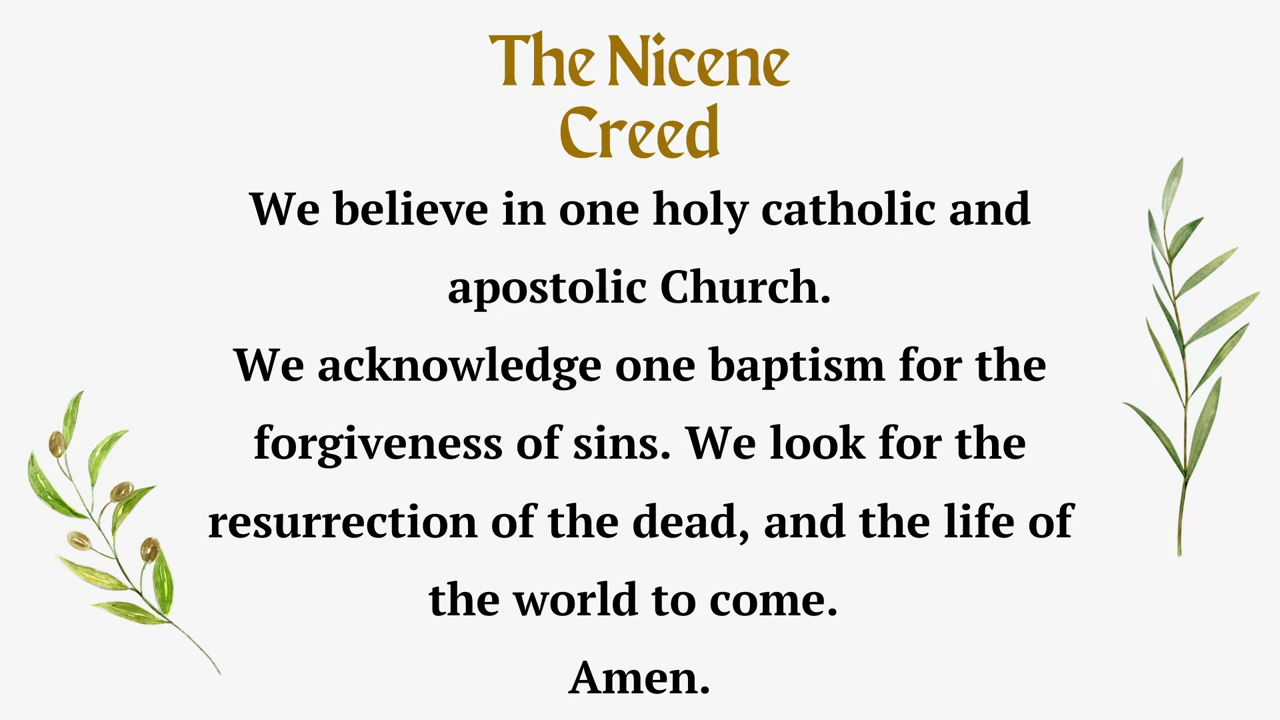 The Nicene
Creed
We believe in one holy catholic and
apostolic Church.
We acknowledge one baptism for the
forgiveness of sins. We look for the
resurrection of the dead, and the life of
the world to come.
Amen.